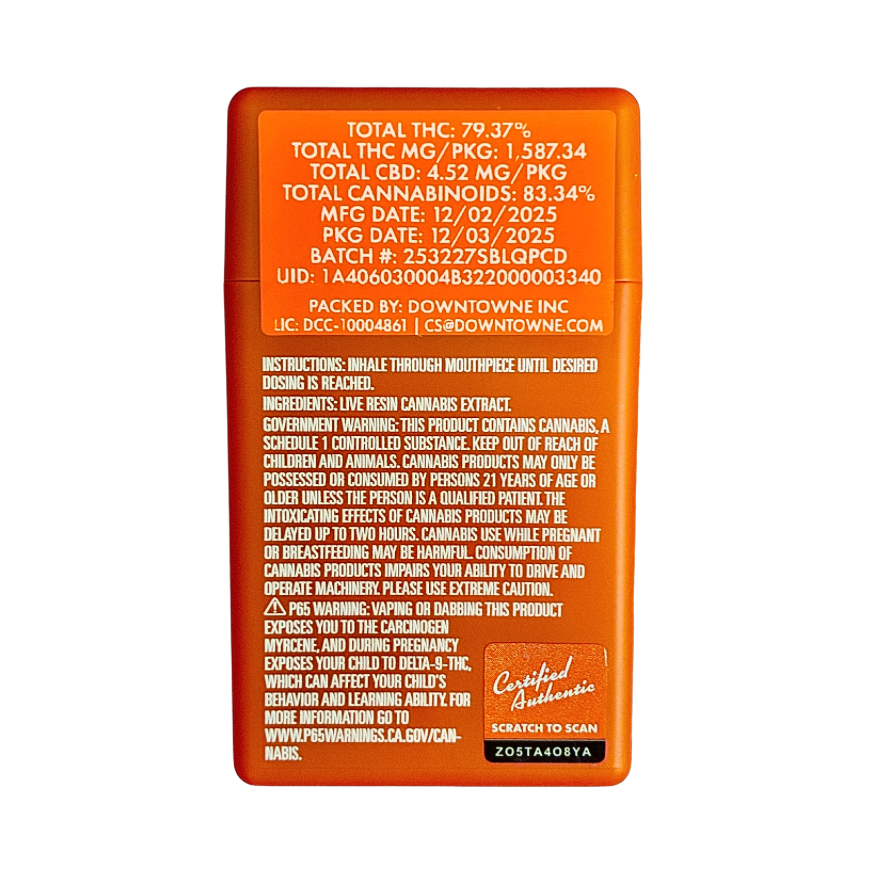 TOTAL THC: 79.37%
TOTAL THC MG/PKG: 1,587.34
TOTAL CBD: 4.52 MG/PKG
TOTAL CANNABINOIDS: 83.34%
MFG DATE: 12/02/2025
PKG DATE: 12/03/2025
BATCH #: 253227SBLQPCD
UID: 1A406030004B322000003340
PACKED BY: DOWNTOWNE INC
LIC: DCC-10004861 | CS@DOWNTOWNE.COM
INSTRUCTIONS: INHALE THROUGH MOUTHPIECE UNTIL DESIRED
DOSING IS REACHED.
INGREDIENTS: LIVE RESIN CANNABIS EXTRACT.
GOVERNMENT WARNING: THIS PRODUCT CONTAINS CANNABIS, A
SCHEDULE 1 CONTROLLED SUBSTANCE. KEEP OUT OF REACH OF
CHILDREN AND ANIMALS. CANNABIS PRODUCTS MAY ONLY BE
POSSESSED OR CONSUMED BY PERSONS 21 YEARS OF AGE OR
OLDER UNLESS THE PERSON IS A QUALIFIED PATIENT. THE
INTOXICATING EFFECTS OF CANNABIS PRODUCTS MAY BE
DELAYED UP TO TWO HOURS. CANNABIS USE WHILE PREGNANT
OR BREASTFEEDING MAY BE HARMFUL. CONSUMPTION OF
CANNABIS PRODUCTS IMPAIRS YOUR ABILITY TO DRIVE AND
OPERATE MACHINERY. PLEASE USE EXTREME CAUTION.
⚠ P65 WARNING: VAPING OR DABBING THIS PRODUCT
EXPOSES YOU TO THE CARCINOGEN
MYRCENE, AND DURING PREGNANCY
EXPOSES YOUR CHILD TO DELTA-9-THC,
WHICH CAN AFFECT YOUR CHILD'S
BEHAVIOR AND LEARNING ABILITY. FOR
MORE INFORMATION GO TO
WWW.P65WARNINGS.CA.GOV/CAN-
NABIS.
Certified
Authentic
SCRATCH TO SCAN
ZO5TA4O8YA